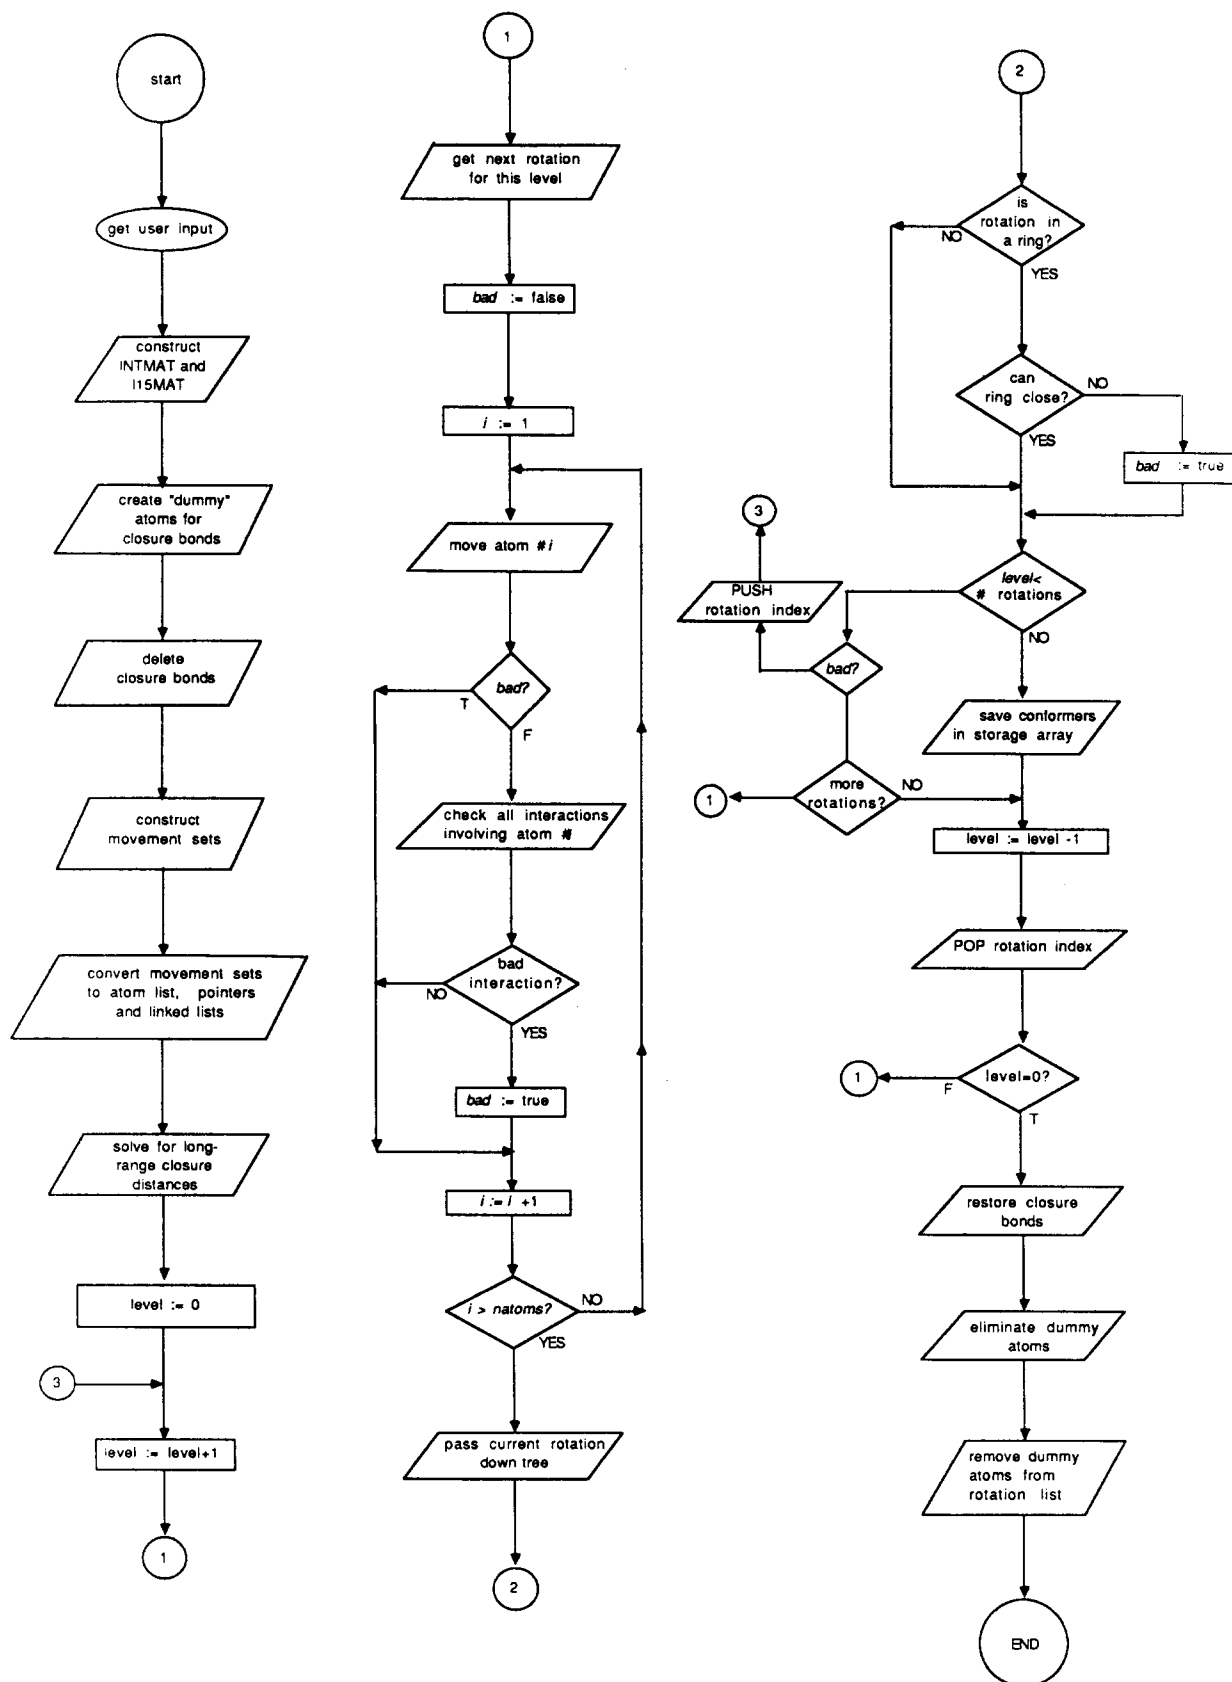 start
get user input
construct
INTMAT and
I15MAT
create "dummy"
atoms for
closure bonds
delete
closure bonds
construct
movement sets
convert movement sets
to atom list, pointers
and linked lists
solve for long-
range closure
distances
level := 0
3
level := level+1
1
1
get next rotation
for this level
bad := false
i := 1
move atom #i
bad?
T
F
check all interactions
involving atom #
bad
interaction?
NO
YES
bad := true
i := i +1
i > natoms?
NO
YES
pass current rotation
down tree
2
2
is
rotation in
a ring?
NO
YES
can
ring close?
NO
YES
bad := true
3
PUSH
rotation index
level<
# rotations
NO
bad?
save conformers
in storage array
more
rotations?
NO
1
level := level -1
POP rotation index
level=0?
1
F
T
restore closure
bonds
eliminate dummy
atoms
remove dummy
atoms from
rotation list
END